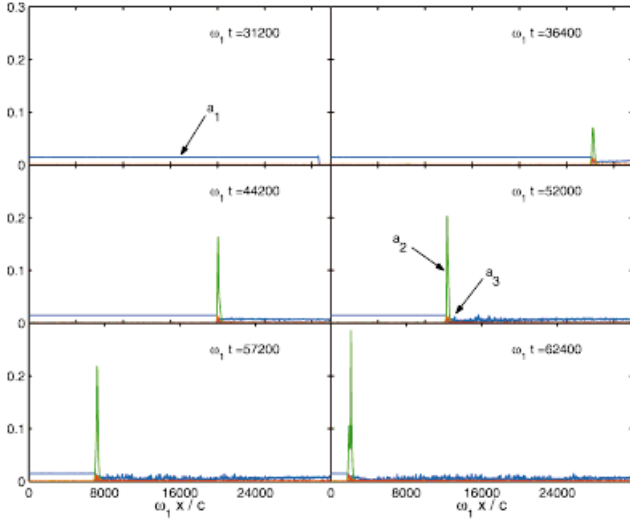 0.3
ω₁ t =31200
ω₁ t =36400
0.2
a₁
0.1
0
ω₁ t =44200
ω₁ t =52000
0.2
a₂
a₃
0.1
0
ω₁ t =57200
ω₁ t =62400
0.2
0.1
0
0 8000 16000 24000 0 8000 16000 24000
ω₁ x / c ω₁ x / c